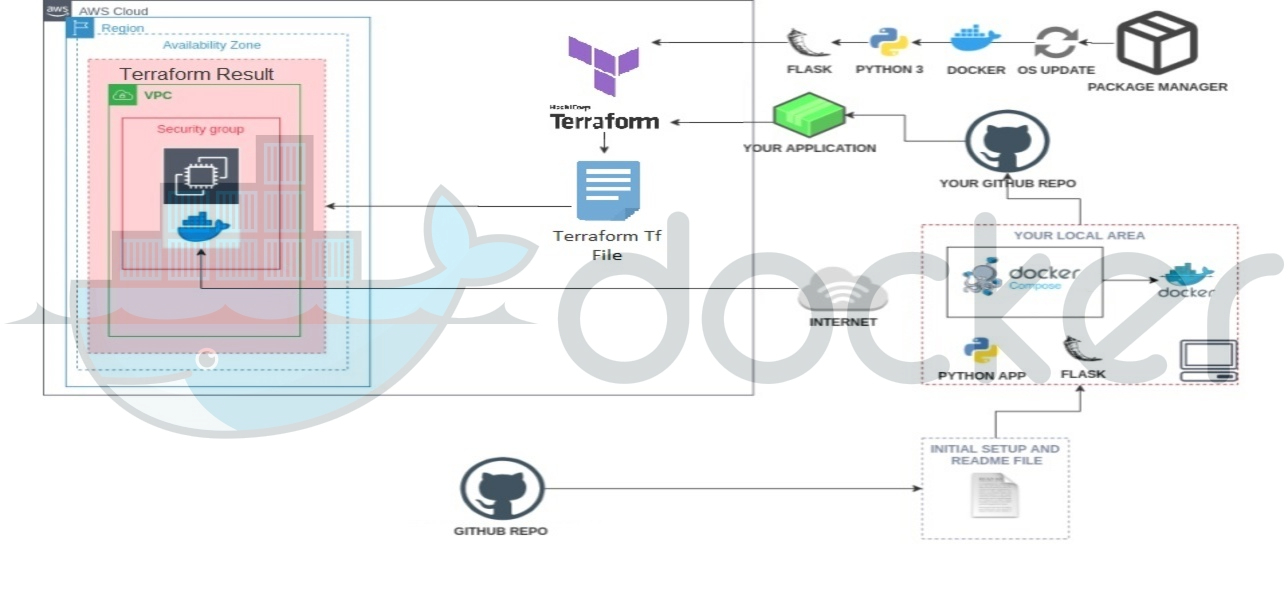 aws
AWS Cloud
Region
Availability Zone
Terraform Result
VPC
Security group
HashiCorp
Terraform
Terraform Tf
File
FLASK
PYTHON 3
DOCKER
OS UPDATE
PACKAGE MANAGER
YOUR APPLICATION
YOUR GITHUB REPO
YOUR LOCAL AREA
docker
Compose
docker
PYTHON APP
FLASK
INTERNET
docker
INITIAL SETUP AND
README FILE
GITHUB REPO